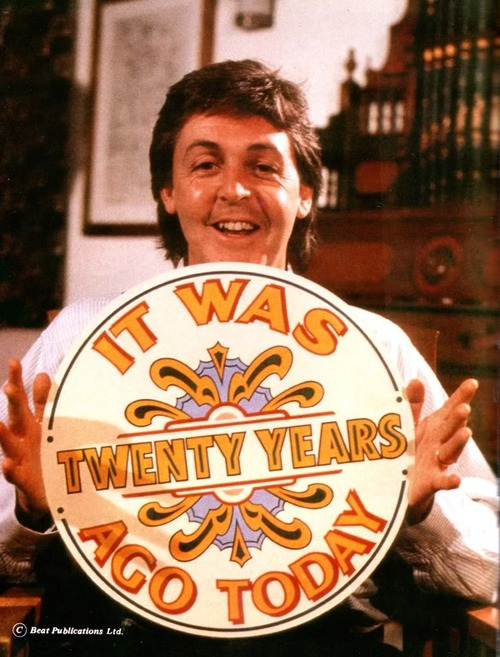 IT WAS
TWENTY YEARS
AGO TODAY
© Beat Publications Ltd.